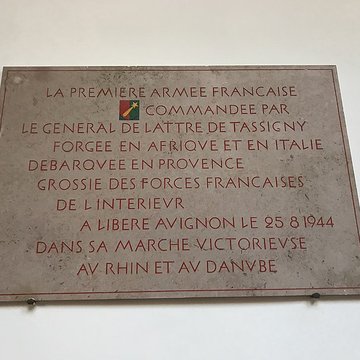 LA PREMIERE ARMEE FRANCAISE
COMMANDEE PAR
LE GENERAL DE LATTRE DE TASSIGNY
FORGEE EN AFRIQVE ET EN ITALIE
DEBARQVEE EN PROVENCE
GROSSIE DES FORCES FRANCAISES
DE L'INTERIEVR
A LIBERE AVIGNON LE 25 8 1944
DANS SA MARCHE VICTORIEVSE
AV RHIN ET AV DANVBE